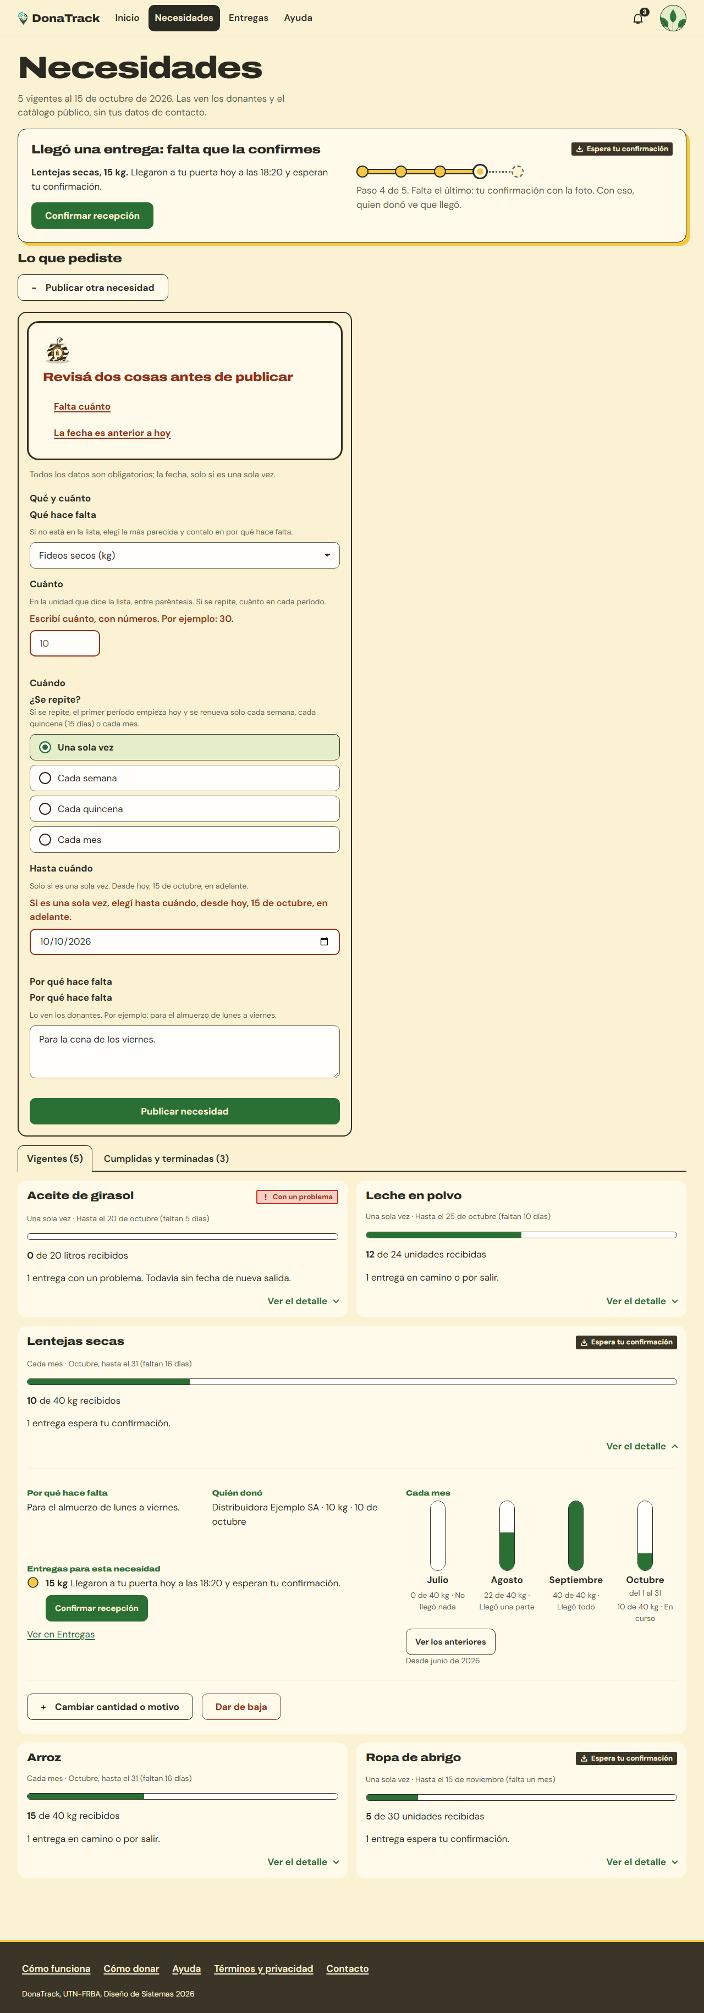 DonaTrack
Inicio
Necesidades
Entregas
Ayuda
3
Necesidades
5 vigentes al 15 de octubre de 2026. Las ven los donantes y el
catálogo público, sin tus datos de contacto.
Llegó una entrega: falta que la confirmes
Espera tu confirmación
Lentejas secas, 15 kg. Llegaron a tu puerta hoy a las 18:20 y esperan
tu confirmación.
Confirmar recepción
Paso 4 de 5. Falta el último: tu confirmación con la foto. Con eso,
quien donó ve que llegó.
Lo que pediste
− Publicar otra necesidad
Revisá dos cosas antes de publicar
Falta cuánto
La fecha es anterior a hoy
Todos los datos son obligatorios; la fecha, solo si es una sola vez.
Qué y cuánto
Qué hace falta
Si no está en la lista, elegí la más parecida y contalo en por qué hace falta.
Fideos secos (kg)
Cuánto
En la unidad que dice la lista, entre paréntesis. Si se repite, cuánto en cada período.
Escribí cuánto, con números. Por ejemplo: 30.
10
Cuándo
¿Se repite?
Si se repite, el primer período empieza hoy y se renueva solo cada semana, cada
quincena (15 días) o cada mes.
Una sola vez
Cada semana
Cada quincena
Cada mes
Hasta cuándo
Solo si es una sola vez. Desde hoy, 15 de octubre, en adelante.
Si es una sola vez, elegí hasta cuándo, desde hoy, 15 de octubre, en
adelante.
10/10/2026
Por qué hace falta
Por qué hace falta
Lo ven los donantes. Por ejemplo: para el almuerzo de lunes a viernes.
Para la cena de los viernes.
Publicar necesidad
Vigentes (5)
Cumplidas y terminadas (3)
Aceite de girasol
! Con un problema
Una sola vez · Hasta el 20 de octubre (faltan 5 días)
0 de 20 litros recibidos
1 entrega con un problema. Todavía sin fecha de nueva salida.
Ver el detalle
Leche en polvo
Una sola vez · Hasta el 25 de octubre (faltan 10 días)
12 de 24 unidades recibidas
1 entrega en camino o por salir.
Ver el detalle
Lentejas secas
Espera tu confirmación
Cada mes · Octubre, hasta el 31 (faltan 16 días)
10 de 40 kg recibidos
1 entrega espera tu confirmación.
Ver el detalle
Por qué hace falta
Para el almuerzo de lunes a viernes.
Quién donó
Distribuidora Ejemplo SA · 10 kg · 10 de
octubre
Entregas para esta necesidad
15 kg Llegaron a tu puerta hoy a las 18:20 y esperan tu confirmación.
Confirmar recepción
Ver en Entregas
Cada mes
Julio
0 de 40 kg · No
llegó nada
Agosto
22 de 40 kg ·
Llegó una parte
Septiembre
40 de 40 kg ·
Llegó todo
Octubre
del 1 al 31
10 de 40 kg · En
curso
Ver los anteriores
Desde junio de 2026
+ Cambiar cantidad o motivo
Dar de baja
Arroz
Cada mes · Octubre, hasta el 31 (faltan 16 días)
15 de 40 kg recibidos
1 entrega en camino o por salir.
Ver el detalle
Ropa de abrigo
Espera tu confirmación
Una sola vez · Hasta el 15 de noviembre (falta un mes)
5 de 30 unidades recibidas
1 entrega espera tu confirmación.
Ver el detalle
Cómo funciona
Cómo donar
Ayuda
Términos y privacidad
Contacto
DonaTrack, UTN-FRBA, Diseño de Sistemas 2026